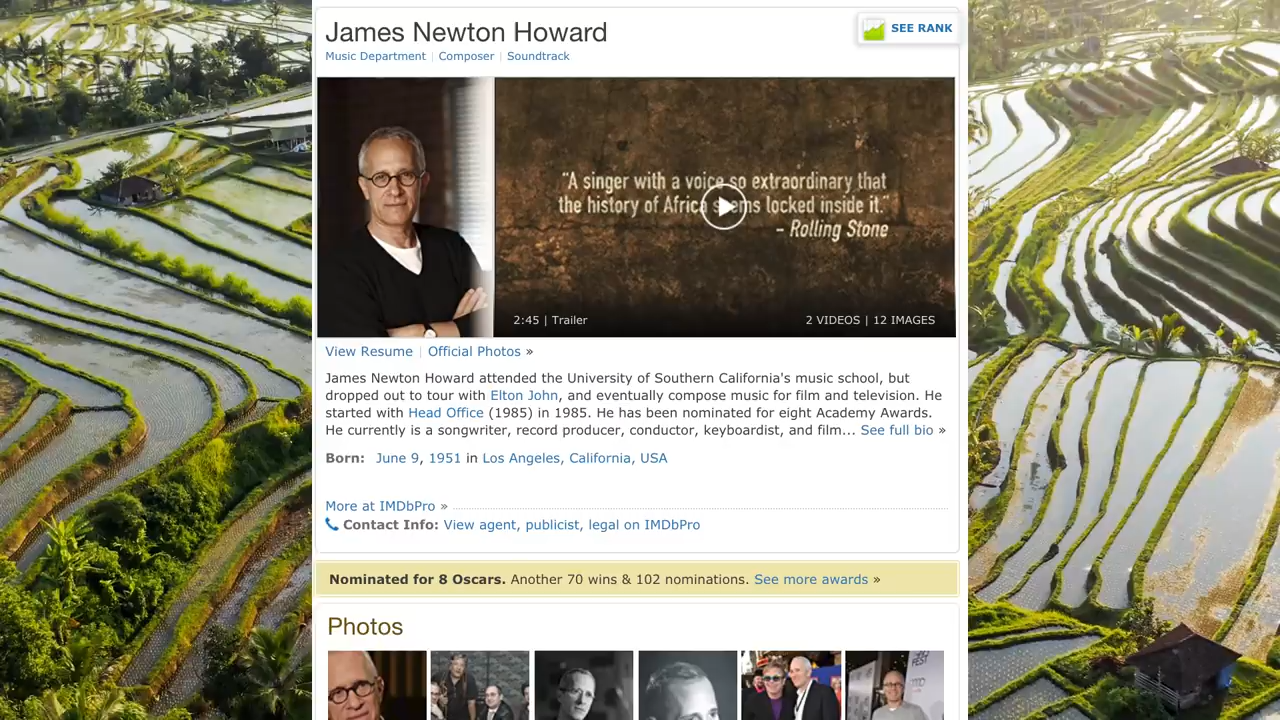 James Newton Howard
SEE RANK
Music Department | Composer | Soundtrack
"A singer with a voice so extraordinary that
the history of Africa seems locked inside it."
– Rolling Stone
2:45 | Trailer
2 VIDEOS | 12 IMAGES
View Resume | Official Photos »
James Newton Howard attended the University of Southern California's music school, but
dropped out to tour with Elton John, and eventually compose music for film and television. He
started with Head Office (1985) in 1985. He has been nominated for eight Academy Awards.
He currently is a songwriter, record producer, conductor, keyboardist, and film... See full bio »
Born: June 9, 1951 in Los Angeles, California, USA
More at IMDbPro »
Contact Info: View agent, publicist, legal on IMDbPro
Nominated for 8 Oscars. Another 70 wins & 102 nominations. See more awards »
Photos